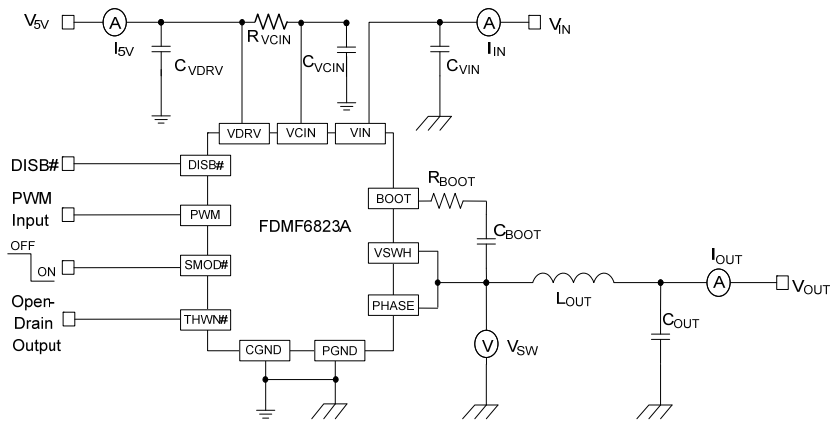 V5V
A
I5V
CVDRV
RVCIN
CVCIN
CVIN
A
IIN
VIN
VDRV
VCIN
VIN
DISB#
DISB#
PWM
Input
PWM
OFF
ON
SMOD#
Open-
Drain
Output
THWN#
FDMF6823A
BOOT
RBOOT
CBOOT
VSWH
PHASE
CGND
PGND
V
VSW
LOUT
IOUT
A
VOUT
COUT